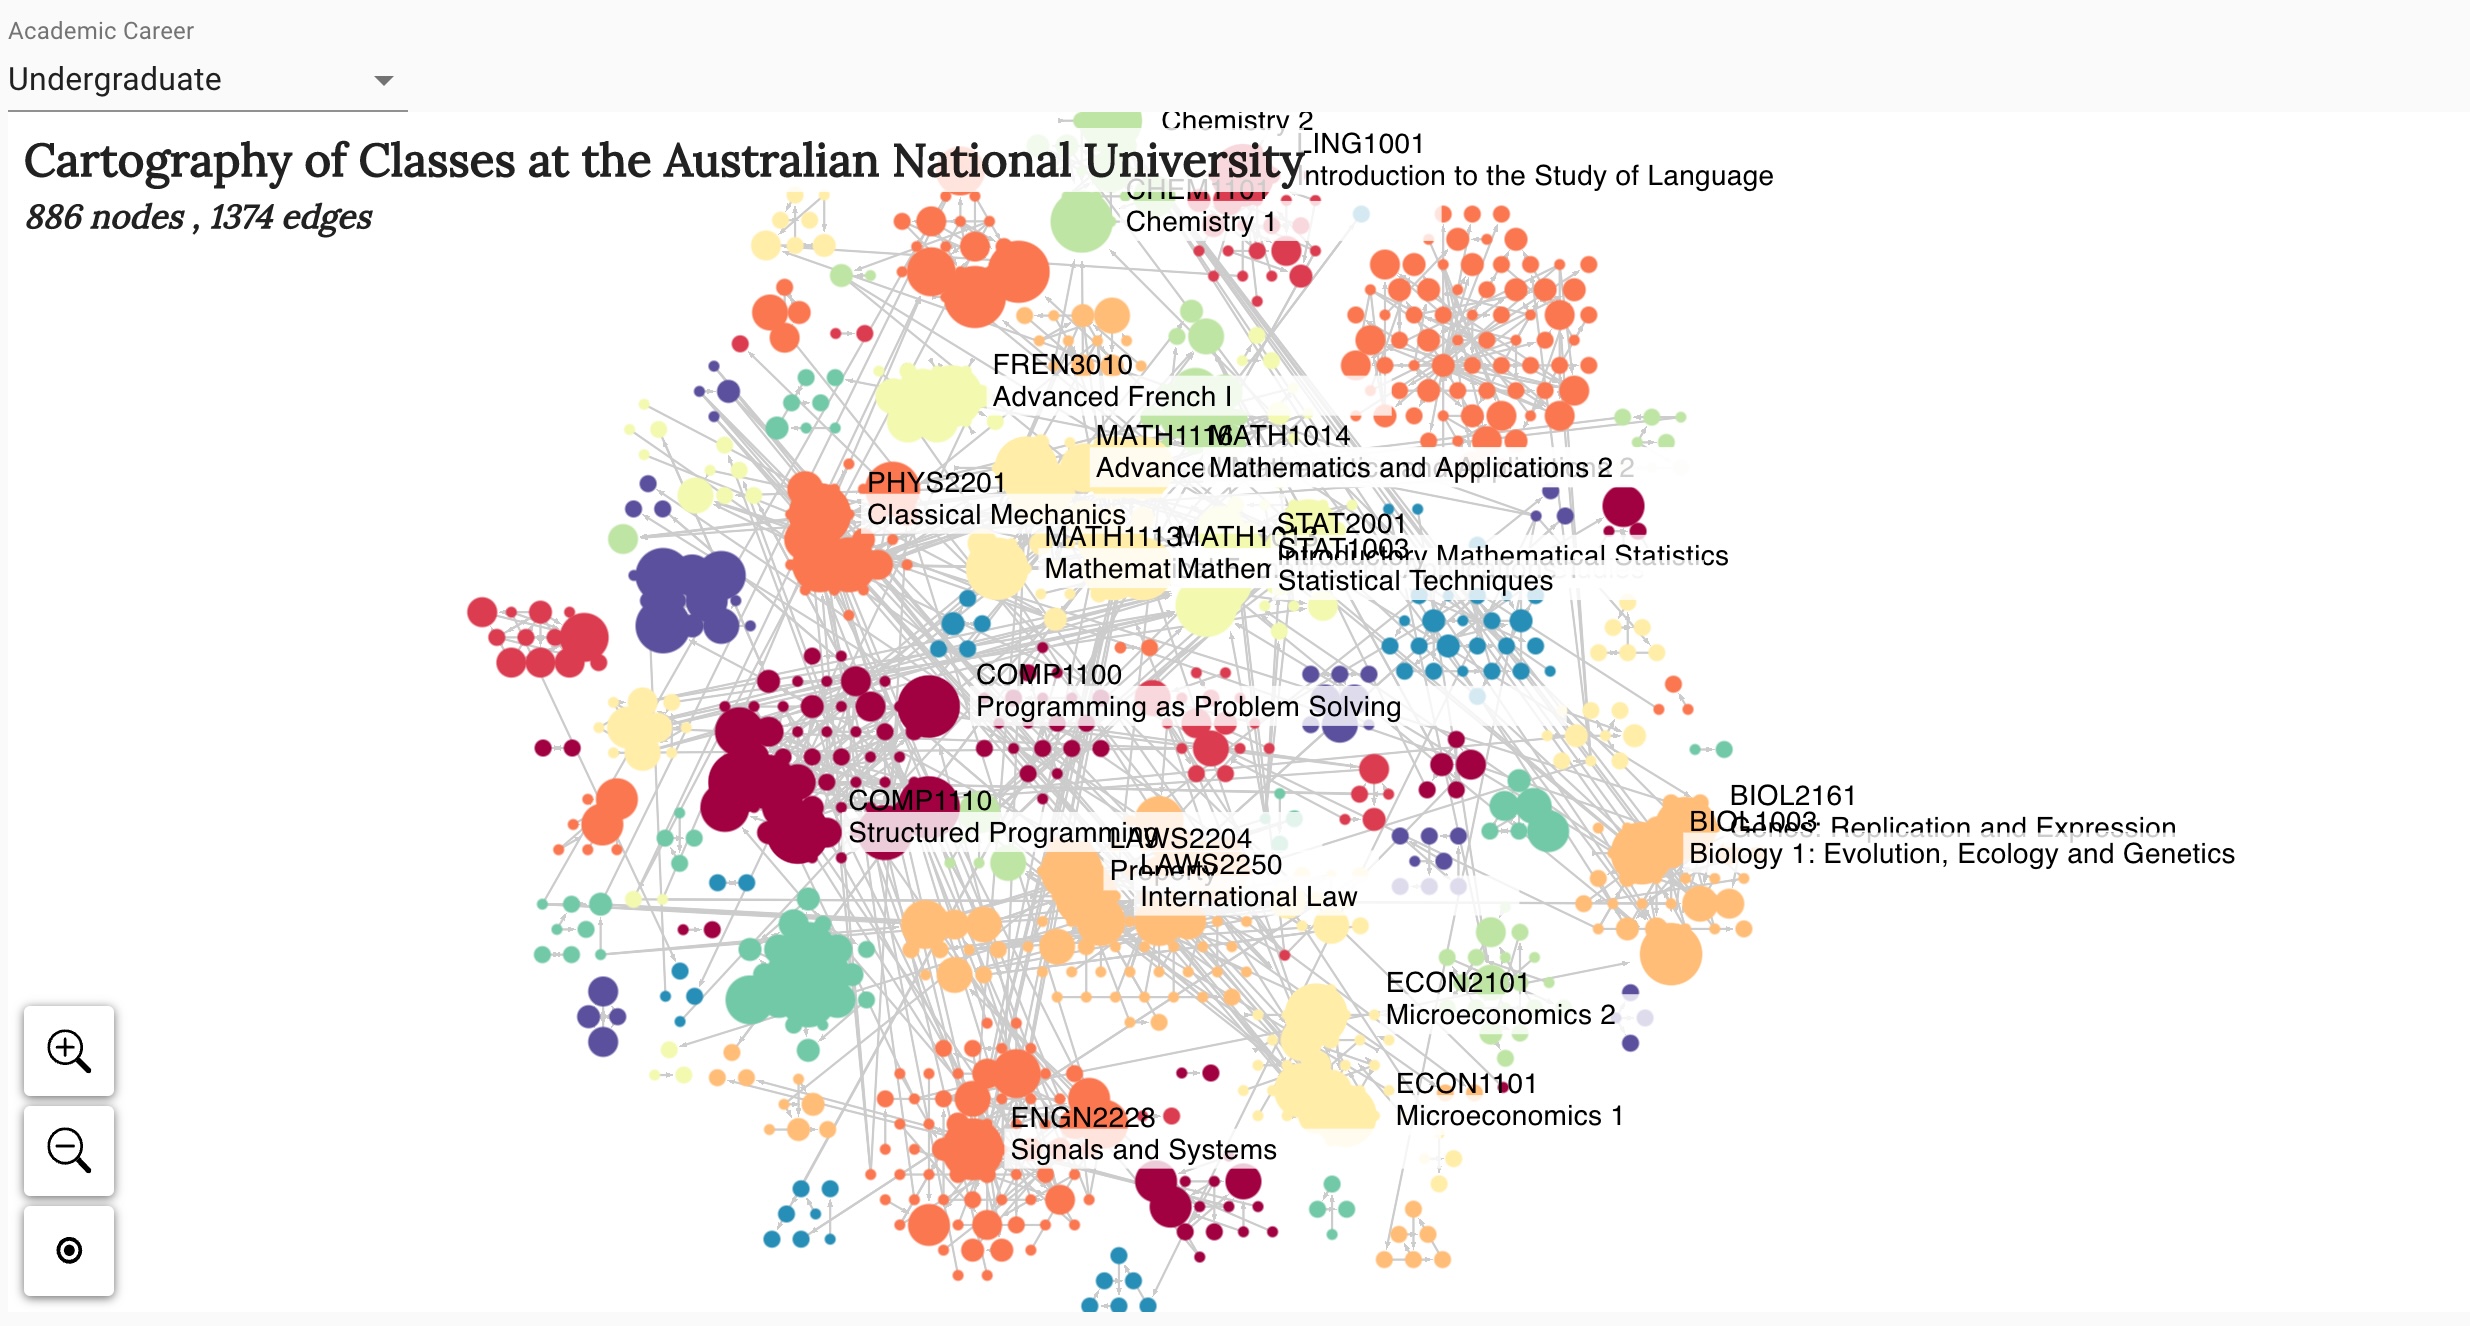 Academic Career
Undergraduate
Cartography of Classes at the Australian National University
886 nodes , 1374 edges
Chemistry 2
LING1001
Introduction to the Study of Language
CHEM1101
Chemistry 1
FREN3010
Advanced French I
MATH1116 MATH1014
Advanced Mathematics and Applications 2
PHYS2201
Classical Mechanics
MATH1113 MATH1013
STAT2001
Introductory Mathematical Statistics
STAT1003
Statistical Techniques
COMP1100
Programming as Problem Solving
COMP1110
Structured Programming
LAWS2204
Property
LAWS2250
International Law
BIOL2161
Genes: Replication and Expression
BIOL1003
Biology 1: Evolution, Ecology and Genetics
ECON2101
Microeconomics 2
ECON1101
Microeconomics 1
ENGN2228
Signals and Systems